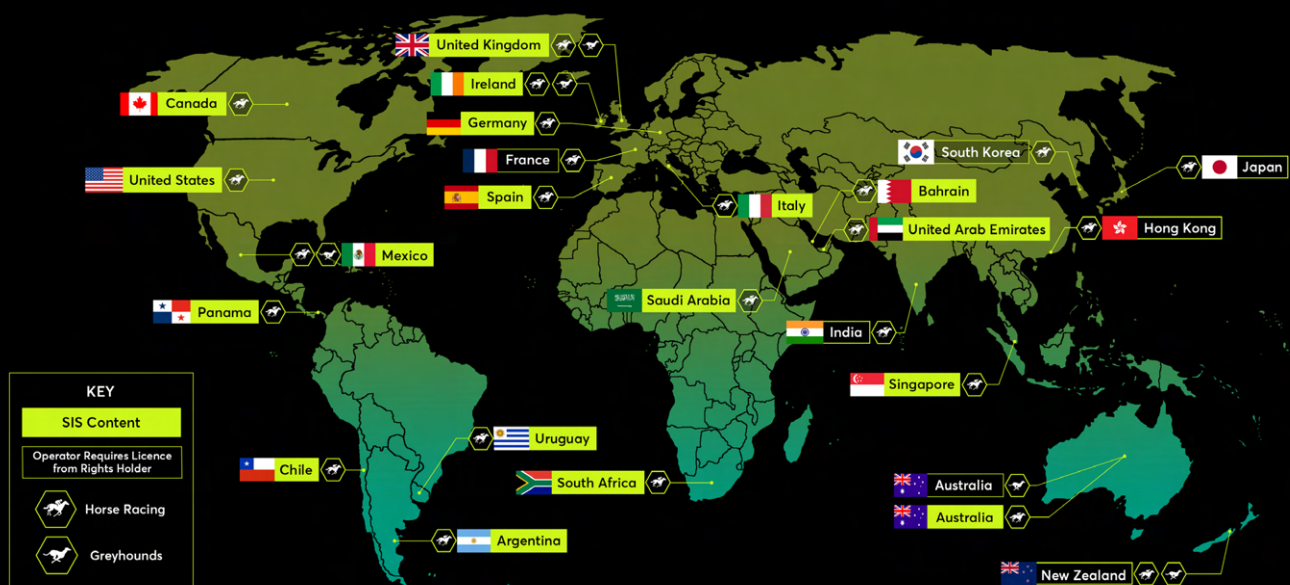 United Kingdom
Ireland
Canada
Germany
France
South Korea
Japan
United States
Spain
Italy
Bahrain
United Arab Emirates
Hong Kong
Mexico
Saudi Arabia
Panama
India
Singapore
KEY
SIS Content
Operator Requires Licence
from Rights Holder
Horse Racing
Greyhounds
Uruguay
Chile
South Africa
Argentina
Australia
Australia
New Zealand